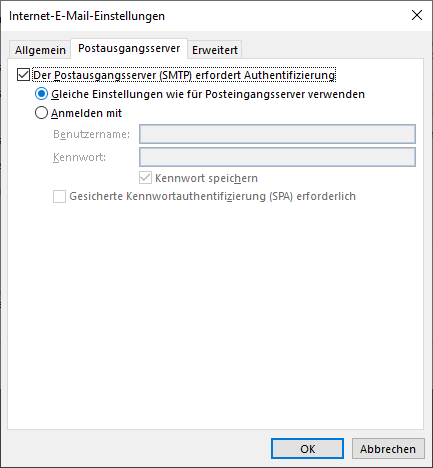 Internet-E-Mail-Einstellungen
Allgemein Postausgangsserver Erweitert
Der Postausgangsserver (SMTP) erfordert Authentifizierung
Gleiche Einstellungen wie für Posteingangsserver verwenden
Anmelden mit
Benutzername:
Kennwort:
Kennwort speichern
Gesicherte Kennwortauthentifizierung (SPA) erforderlich
OK Abbrechen